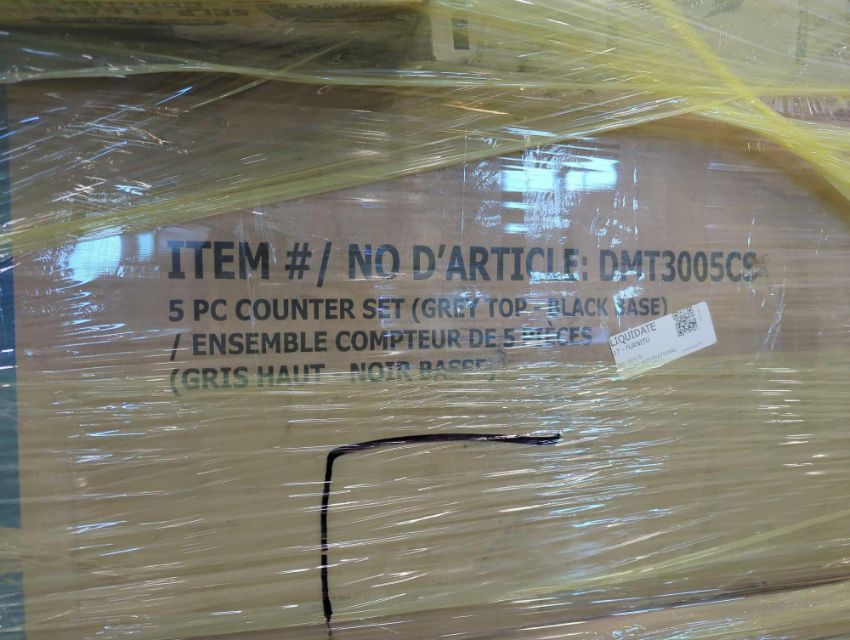 ITEM #/ NO D'ARTICLE: DMT3005CS
5 PC COUNTER SET (GREY TOP - BLACK BASE)
/ ENSEMBLE COMPTEUR DE 5 PIÈCES
(GRIS HAUT - NOIR BASSE)
LIQUIDATE
- FURNITU